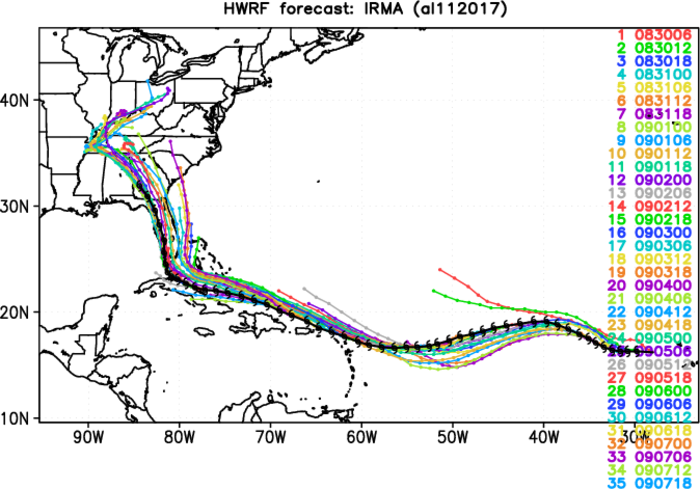 HWRF forecast: IRMA (al112017)
1 083006
2 083012
3 083018
4 083100
5 083106
6 083112
7 083118
8 090100
9 090106
10 090112
11 090118
12 090200
13 090206
14 090212
15 090218
16 090300
17 090306
18 090312
19 090318
20 090400
21 090406
22 090412
23 090418
24 090500
25 090506
26 090512
27 090518
28 090600
29 090606
30 090612
31 090618
32 090700
33 090706
34 090712
35 090718
40N
30N
20N
10N
90W
80W
70W
60W
50W
40W
30W